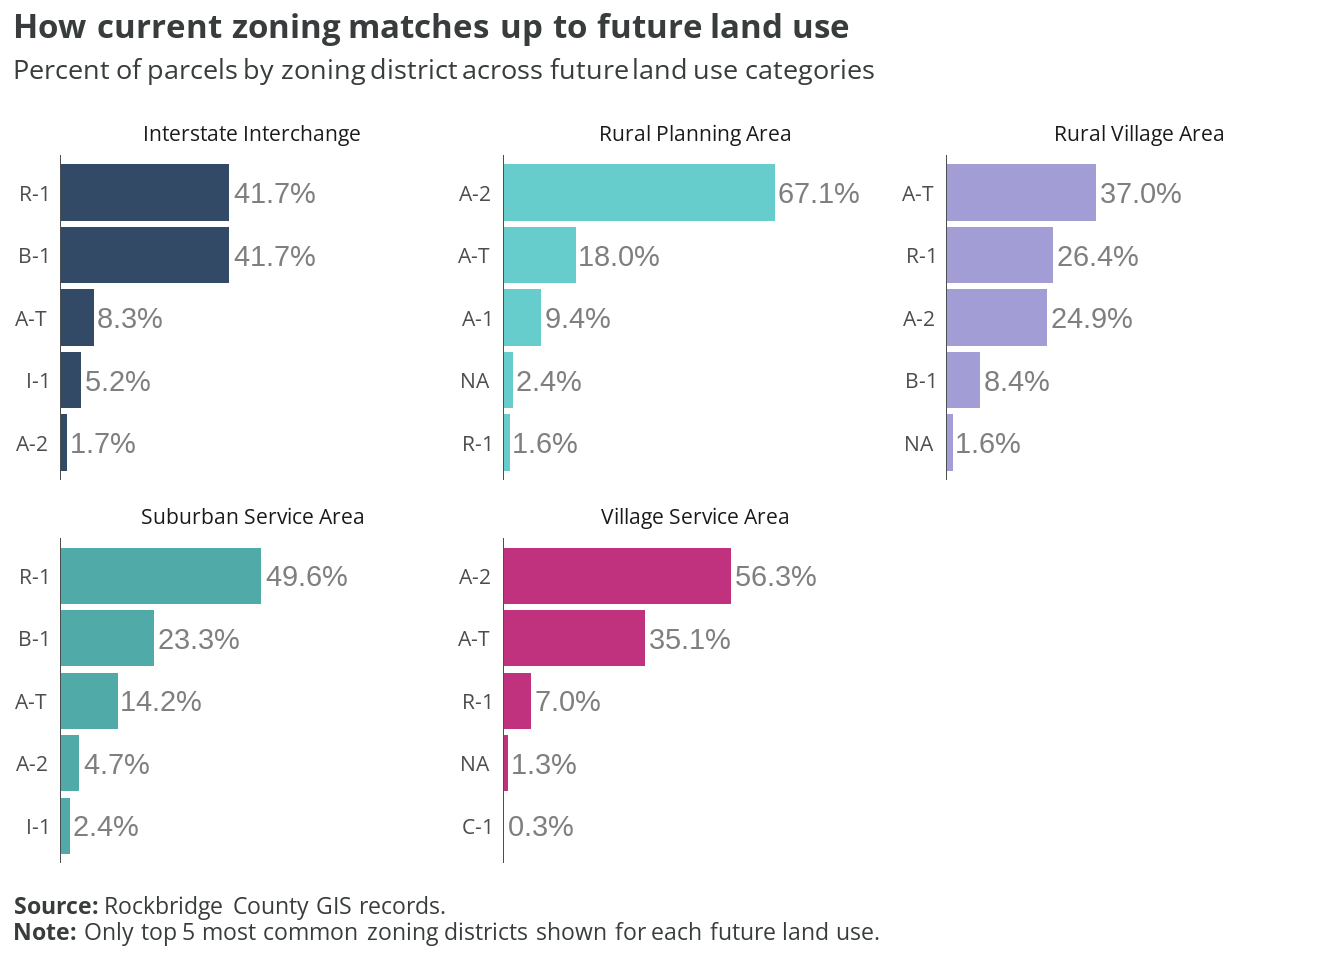 How current zoning matches up to future land use
Percent of parcels by zoning district across future land use categories
Interstate Interchange
R-1 41.7%
B-1 41.7%
A-T 8.3%
I-1 5.2%
A-2 1.7%
Rural Planning Area
A-2 67.1%
A-T 18.0%
A-1 9.4%
NA 2.4%
R-1 1.6%
Rural Village Area
A-T 37.0%
R-1 26.4%
A-2 24.9%
B-1 8.4%
NA 1.6%
Suburban Service Area
R-1 49.6%
B-1 23.3%
A-T 14.2%
A-2 4.7%
I-1 2.4%
Village Service Area
A-2 56.3%
A-T 35.1%
R-1 7.0%
NA 1.3%
C-1 0.3%
Source: Rockbridge County GIS records.
Note: Only top 5 most common zoning districts shown for each future land use.